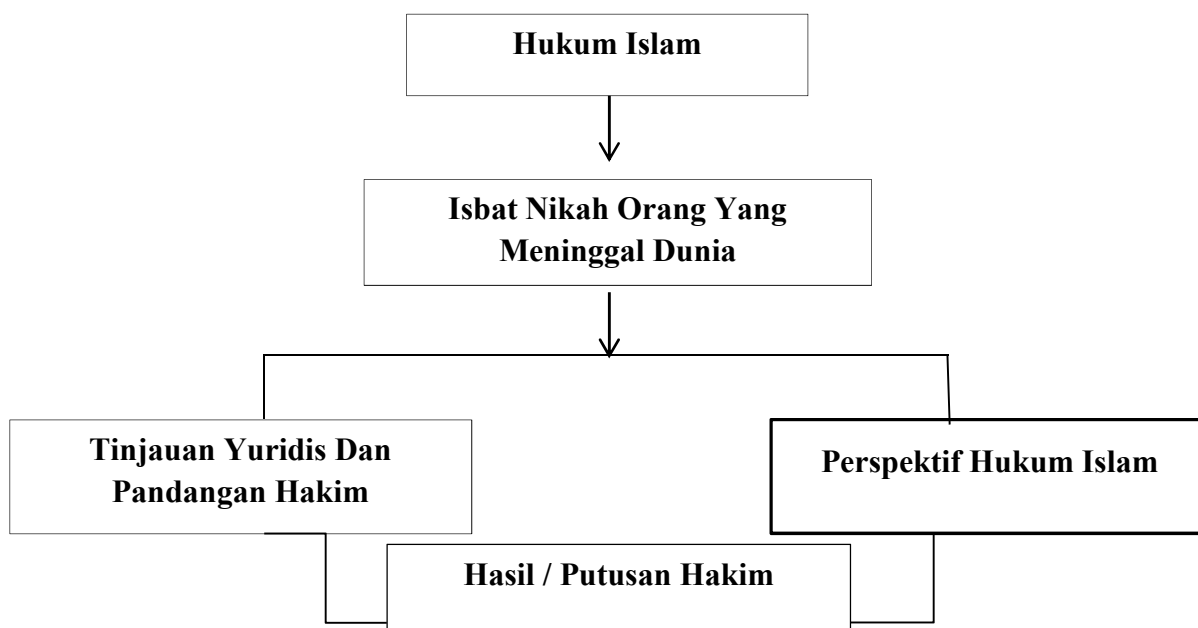 Hukum Islam
Isbat Nikah Orang Yang
Meninggal Dunia
Tinjauan Yuridis Dan
Pandangan Hakim
Perspektif Hukum Islam
Hasil / Putusan Hakim